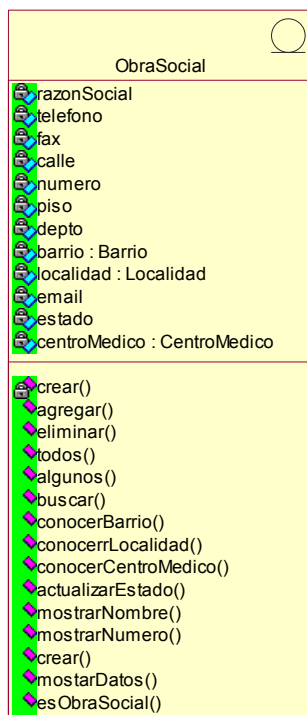 ObraSocial
razonSocial
telefono
fax
calle
numero
piso
depto
barrio : Barrio
localidad : Localidad
email
estado
centroMedico : CentroMedico
crear()
agregar()
eliminar()
todos()
algunos()
buscar()
conocerBarrio()
conocerrLocalidad()
conocerCentroMedico()
actualizarEstado()
mostrarNombre()
mostrarNumero()
crear()
mostarDatos()
esObraSocial()